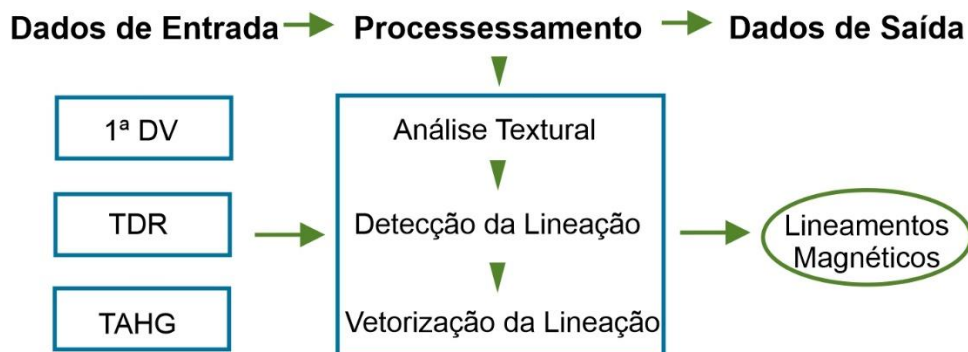 Dados de Entrada
Processessamento
Dados de Saída
1ª DV
TDR
TAHG
Análise Textural
Detecção da Lineação
Vetorização da Lineação
Lineamentos
Magnéticos